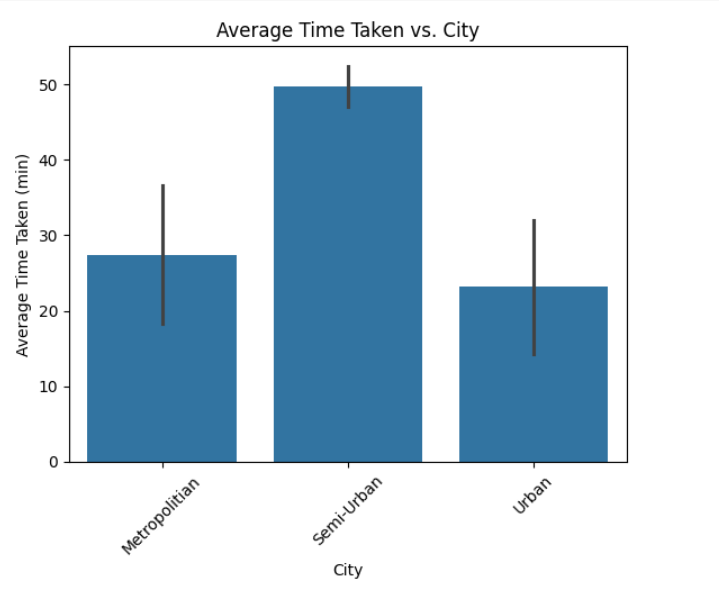 Average Time Taken vs. City
Average Time Taken (min)
50
40
30
20
10
0
Metropolitian
Semi-Urban
Urban
City